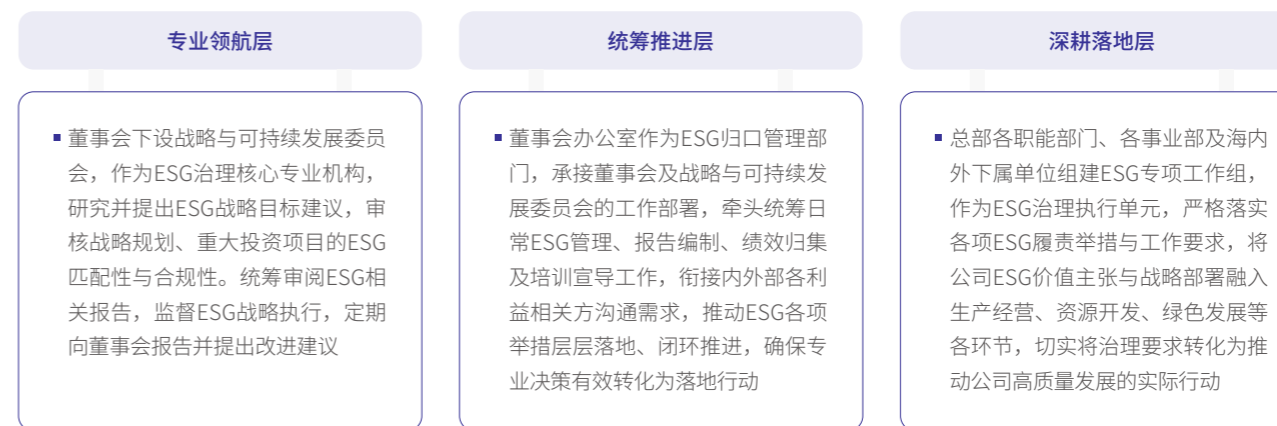 专业领航层
董事会下设战略与可持续发展委员
会，作为ESG治理核心专业机构，
研究并提出ESG战略目标建议，审
核战略规划、重大投资项目的ESG
匹配性与合规性。统筹审阅ESG相
关报告，监督ESG战略执行，定期
向董事会报告并提出改进建议
统筹推进层
董事会办公室作为ESG归口管理部
门，承接董事会及战略与可持续发
展委员会的工作部署，牵头统筹日
常ESG管理、报告编制、绩效归集
及培训宣导工作，衔接内外部各利
益相关方沟通需求，推动ESG各项
举措层层落地、闭环推进，确保专
业决策有效转化为落地行动
深耕落地层
总部各职能部门、各事业部及海内
外下属单位组建ESG专项工作组，
作为ESG治理执行单元，严格落实
各项ESG履责举措与工作要求，将
公司ESG价值主张与战略部署融入
生产经营、资源开发、绿色发展等
各环节，切实将治理要求转化为推
动公司高质量发展的实际行动